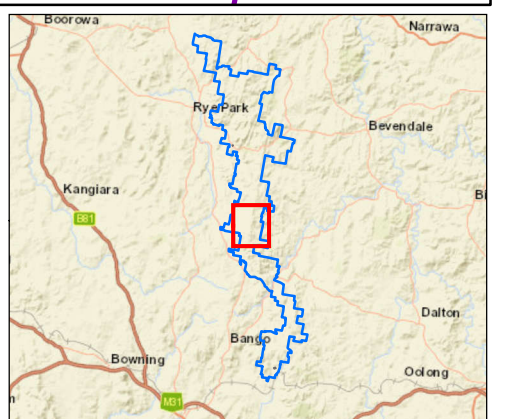 Boorowa
Narrawa
Rye Park
Bevendale
Kangiara
Bi
B81
Dalton
Bango
Bowning
Oolong
M31
n